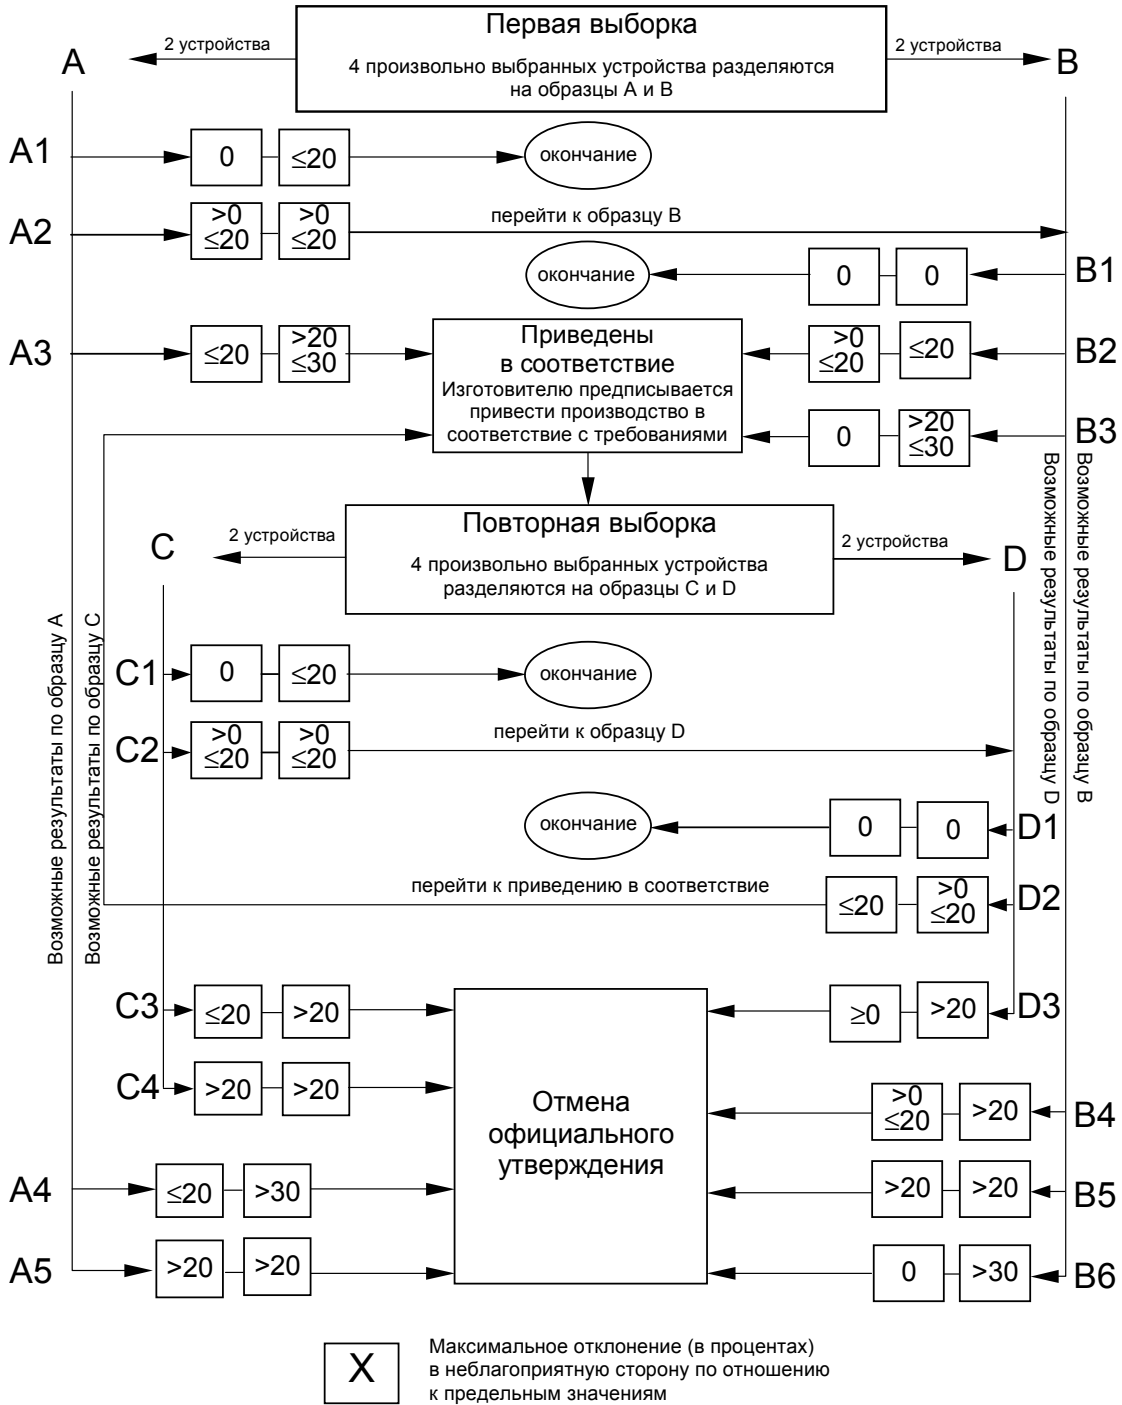 Первая выборка
4 произвольно выбранных устройства разделяются
на образцы А и В
2 устройства
2 устройства
A
B
A1
0
≤20
окончание
A2
>0
≤20
>0
≤20
перейти к образцу В
окончание
0
0
B1
A3
≤20
>20
≤30
Приведены
в соответствие
Изготовителю предписывается
привести производство в
соответствие с требованиями
>0
≤20
≤20
B2
0
>20
≤30
B3
Повторная выборка
4 произвольно выбранных устройства
разделяются на образцы С и D
2 устройства
2 устройства
C
D
Возможные результаты по образцу А
Возможные результаты по образцу С
Возможные результаты по образцу D
Возможные результаты по образцу В
C1
0
≤20
окончание
C2
>0
≤20
>0
≤20
перейти к образцу D
окончание
0
0
D1
перейти к приведению в соответствие
≤20
>0
≤20
D2
C3
≤20
>20
≥0
>20
D3
C4
>20
>20
Отмена
официального
утверждения
>0
≤20
>20
B4
A4
≤20
>30
>20
>20
B5
A5
>20
>20
0
>30
B6
X
Максимальное отклонение (в процентах)
в неблагоприятную сторону по отношению
к предельным значениям